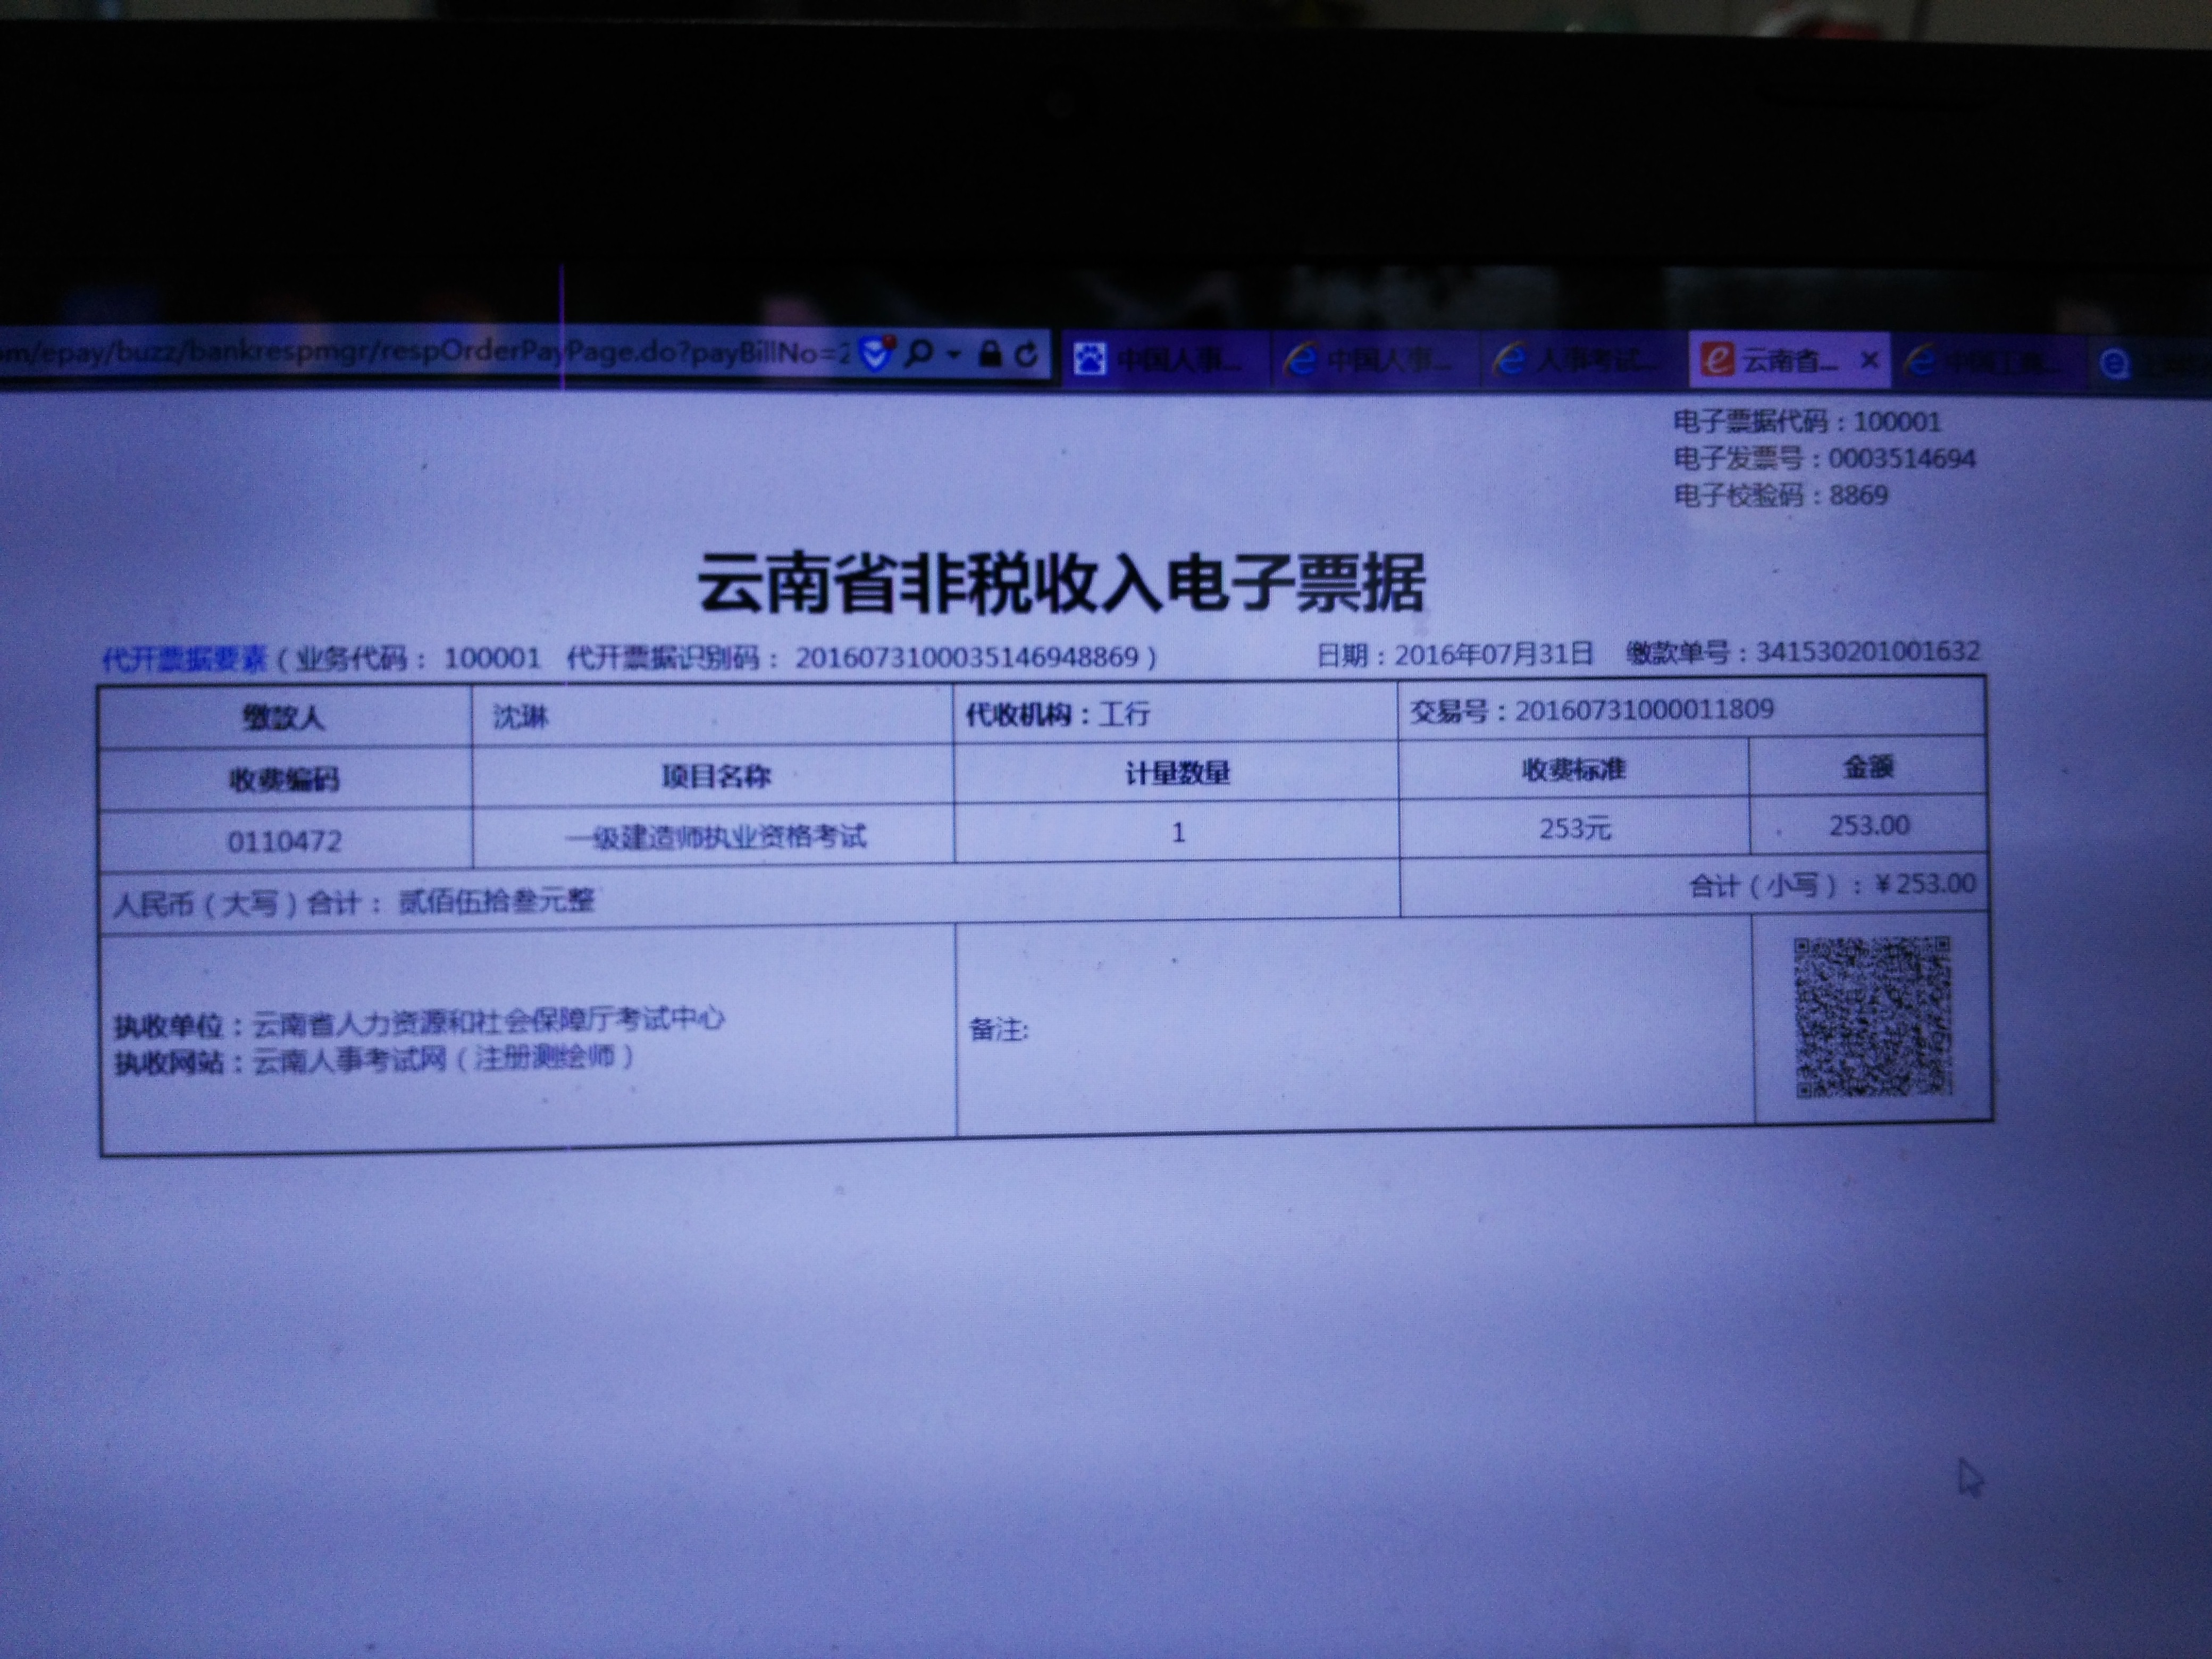 om/epay/buzz/bankrespmgr/respOrderPayPage.do?payBillNo=2
中国人事...
中国人事...
人事考试...
云南省...
中国工商...
电子票据代码：100001
电子发票号：0003514694
电子校验码：8869
云南省非税收入电子票据
代开票据要素（业务代码： 100001 代开票据识别码： 2016073100035146948869） 日期：2016年07月31日 缴款单号：341530201001632
缴款人 沈琳 代收机构：工行 交易号：20160731000011809
收费编码 项目名称 计量数量 收费标准 金额
0110472 一级建造师执业资格考试 1 253元 253.00
人民币（大写）合计： 贰佰伍拾叁元整 合计（小写）：¥253.00
执收单位：云南省人力资源和社会保障厅考试中心
执收网站：云南人事考试网（注册测绘师）
备注: